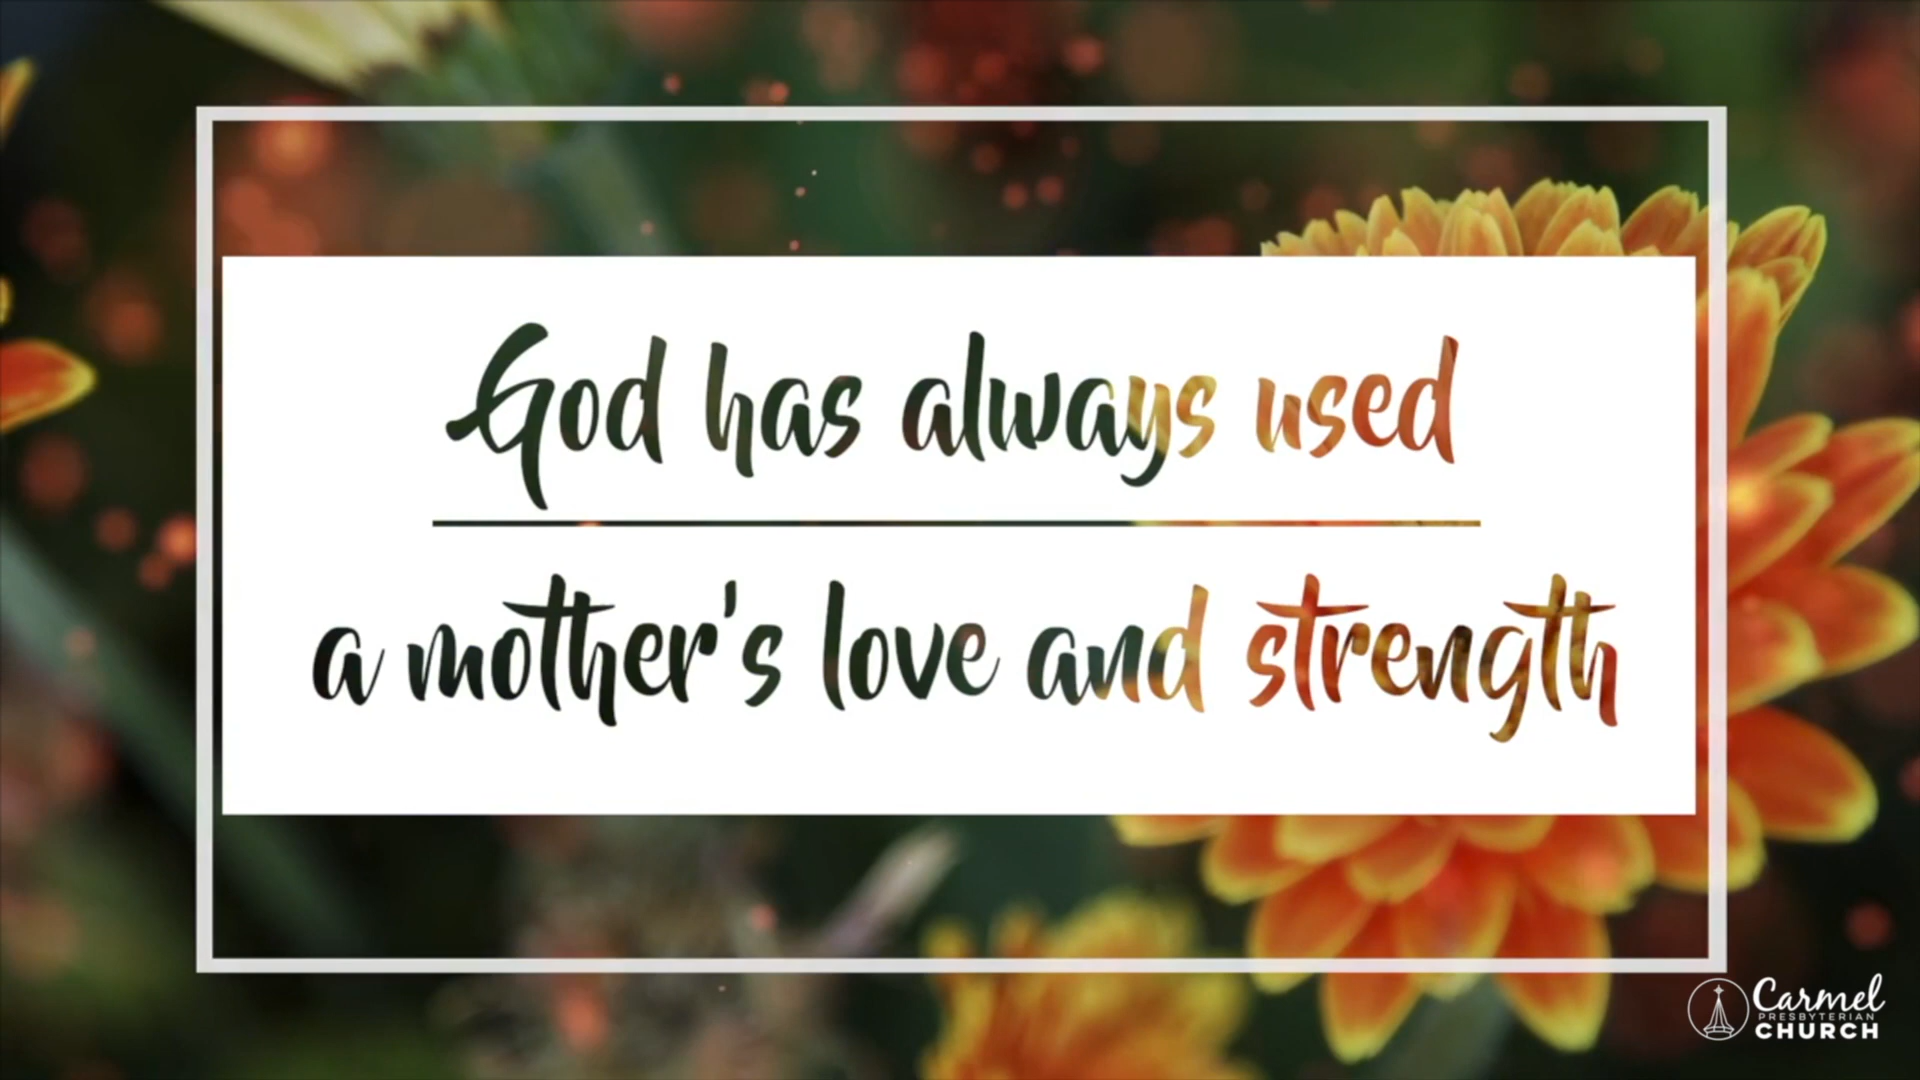 God has always used
a mother's love and strength
Carmel
PRESBYTERIAN
CHURCH